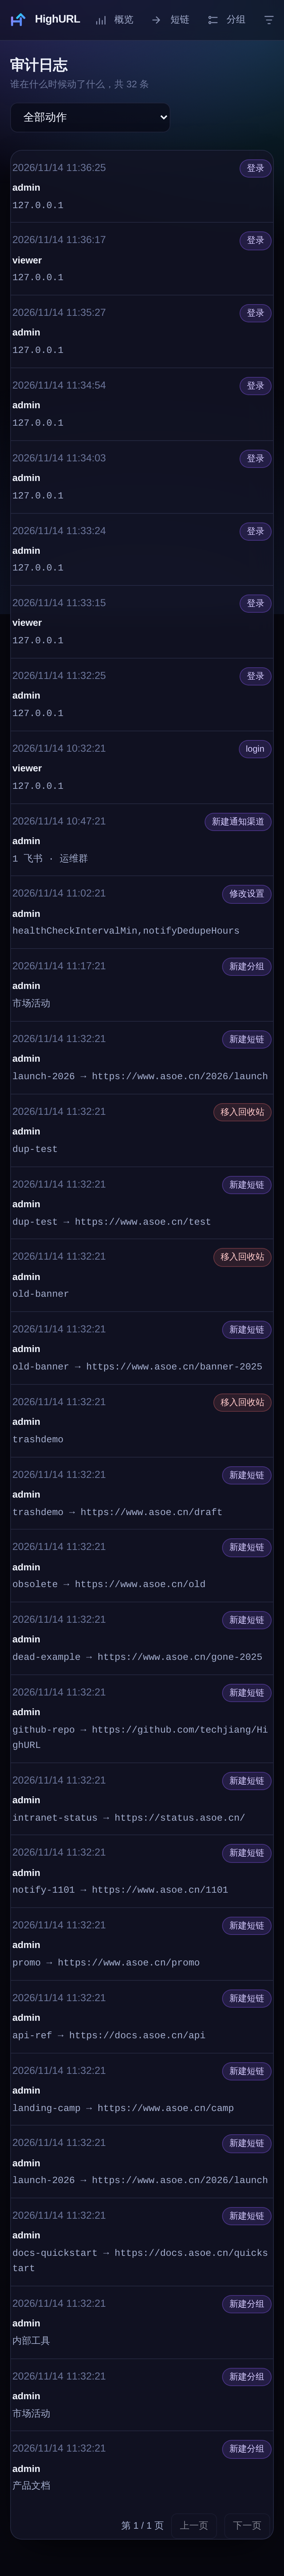 HighURL 概览 短链 分组
审计日志
谁在什么时候动了什么，共 32 条
全部动作
2026/11/14 11:36:25 登录
admin
127.0.0.1
2026/11/14 11:36:17 登录
viewer
127.0.0.1
2026/11/14 11:35:27 登录
admin
127.0.0.1
2026/11/14 11:34:54 登录
admin
127.0.0.1
2026/11/14 11:34:03 登录
admin
127.0.0.1
2026/11/14 11:33:24 登录
admin
127.0.0.1
2026/11/14 11:33:15 登录
viewer
127.0.0.1
2026/11/14 11:32:25 登录
admin
127.0.0.1
2026/11/14 10:32:21 login
viewer
127.0.0.1
2026/11/14 10:47:21 新建通知渠道
admin
1 飞书 · 运维群
2026/11/14 11:02:21 修改设置
admin
healthCheckIntervalMin,notifyDedupeHours
2026/11/14 11:17:21 新建分组
admin
市场活动
2026/11/14 11:32:21 新建短链
admin
launch-2026 → https://www.asoe.cn/2026/launch
2026/11/14 11:32:21 移入回收站
admin
dup-test
2026/11/14 11:32:21 新建短链
admin
dup-test → https://www.asoe.cn/test
2026/11/14 11:32:21 移入回收站
admin
old-banner
2026/11/14 11:32:21 新建短链
admin
old-banner → https://www.asoe.cn/banner-2025
2026/11/14 11:32:21 移入回收站
admin
trashdemo
2026/11/14 11:32:21 新建短链
admin
trashdemo → https://www.asoe.cn/draft
2026/11/14 11:32:21 新建短链
admin
obsolete → https://www.asoe.cn/old
2026/11/14 11:32:21 新建短链
admin
dead-example → https://www.asoe.cn/gone-2025
2026/11/14 11:32:21 新建短链
admin
github-repo → https://github.com/techjiang/Hi
ghURL
2026/11/14 11:32:21 新建短链
admin
intranet-status → https://status.asoe.cn/
2026/11/14 11:32:21 新建短链
admin
notify-1101 → https://www.asoe.cn/1101
2026/11/14 11:32:21 新建短链
admin
promo → https://www.asoe.cn/promo
2026/11/14 11:32:21 新建短链
admin
api-ref → https://docs.asoe.cn/api
2026/11/14 11:32:21 新建短链
admin
landing-camp → https://www.asoe.cn/camp
2026/11/14 11:32:21 新建短链
admin
launch-2026 → https://www.asoe.cn/2026/launch
2026/11/14 11:32:21 新建短链
admin
docs-quickstart → https://docs.asoe.cn/quicks
tart
2026/11/14 11:32:21 新建分组
admin
内部工具
2026/11/14 11:32:21 新建分组
admin
市场活动
2026/11/14 11:32:21 新建分组
admin
产品文档
第 1 / 1 页 上一页 下一页